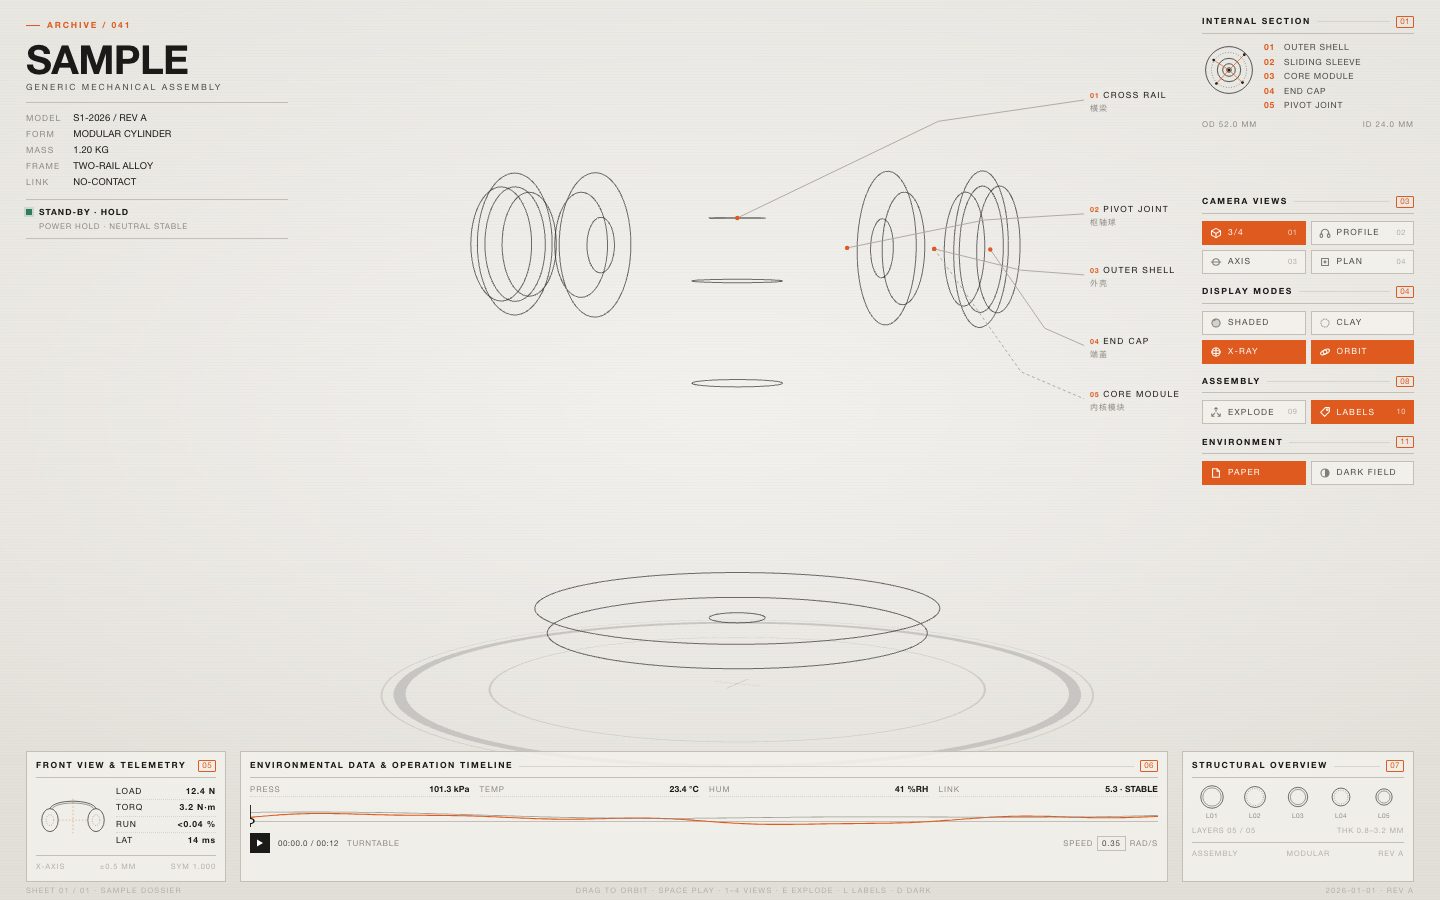 ARCHIVE / 041
SAMPLE
GENERIC MECHANICAL ASSEMBLY
MODEL S1-2026 / REV A
FORM MODULAR CYLINDER
MASS 1.20 KG
FRAME TWO-RAIL ALLOY
LINK NO-CONTACT
STAND-BY · HOLD
POWER HOLD · NEUTRAL STABLE
01 CROSS RAIL
横梁
02 PIVOT JOINT
枢轴球
03 OUTER SHELL
外壳
04 END CAP
端盖
05 CORE MODULE
内核模块
INTERNAL SECTION 01
01 OUTER SHELL
02 SLIDING SLEEVE
03 CORE MODULE
04 END CAP
05 PIVOT JOINT
OD 52.0 MM ID 24.0 MM
CAMERA VIEWS 03
3/4 01 PROFILE 02
AXIS 03 PLAN 04
DISPLAY MODES 04
SHADED CLAY
X-RAY ORBIT
ASSEMBLY 08
EXPLODE 09 LABELS 10
ENVIRONMENT 11
PAPER DARK FIELD
FRONT VIEW & TELEMETRY 05
LOAD 12.4 N
TORQ 3.2 N·m
RUN <0.04 %
LAT 14 ms
X-AXIS ±0.5 MM SYM 1.000
ENVIRONMENTAL DATA & OPERATION TIMELINE 06
PRESS 101.3 kPa TEMP 23.4 °C HUM 41 %RH LINK 5.3 · STABLE
00:00.0 / 00:12 TURNTABLE SPEED 0.35 RAD/S
STRUCTURAL OVERVIEW 07
L01 L02 L03 L04 L05
LAYERS 05 / 05 THK 0.8–3.2 MM
ASSEMBLY MODULAR REV A
SHEET 01 / 01 · SAMPLE DOSSIER
DRAG TO ORBIT · SPACE PLAY · 1–4 VIEWS · E EXPLODE · L LABELS · D DARK
2026-01-01 · REV A